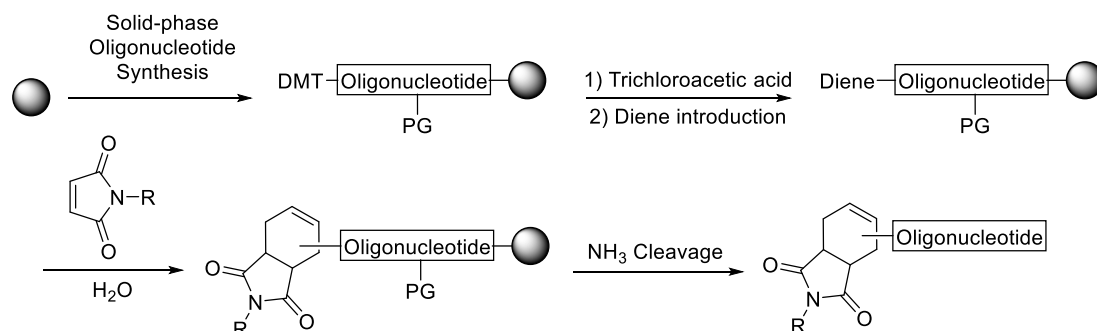 Solid-phase
Oligonucleotide
Synthesis
DMT
Oligonucleotide
PG
1) Trichloroacetic acid
2) Diene introduction
Diene
Oligonucleotide
PG
O
N
R
O
H2O
O
N
R
O
Oligonucleotide
PG
NH3 Cleavage
O
N
R
O
Oligonucleotide